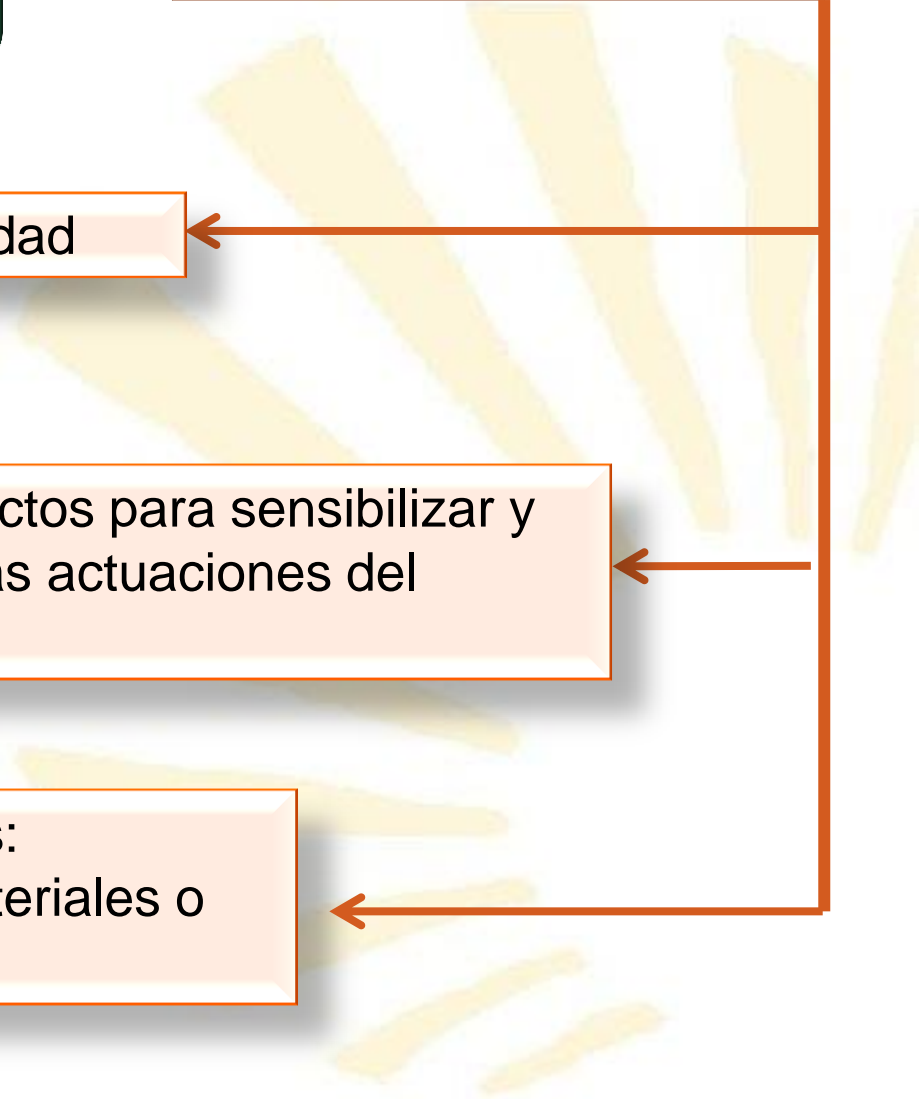 dad
ctos para sensibilizar y
as actuaciones del
s:
teriales o